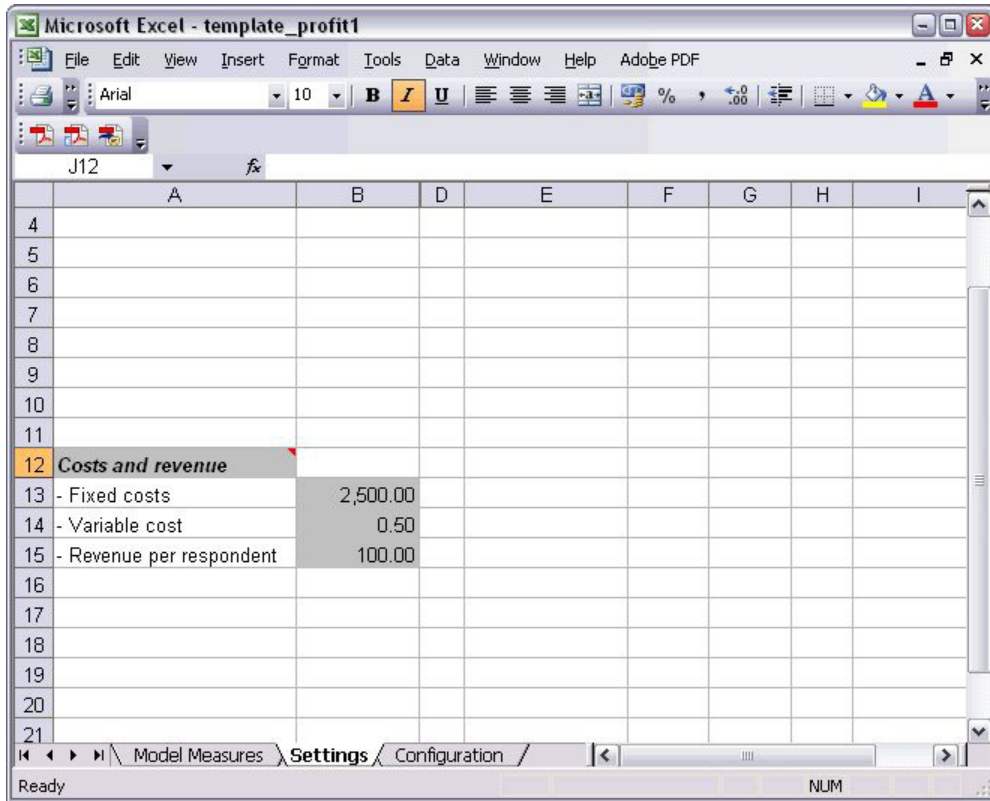 Microsoft Excel - template_profit1
File Edit View Insert Format Tools Data Window Help Adobe PDF
Arial 10 B I U % , .00
J12 fx
A B D E F G H I
4
5
6
7
8
9
10
11
12 Costs and revenue
13 - Fixed costs 2,500.00
14 - Variable cost 0.50
15 - Revenue per respondent 100.00
16
17
18
19
20
21
Model Measures Settings Configuration
Ready NUM